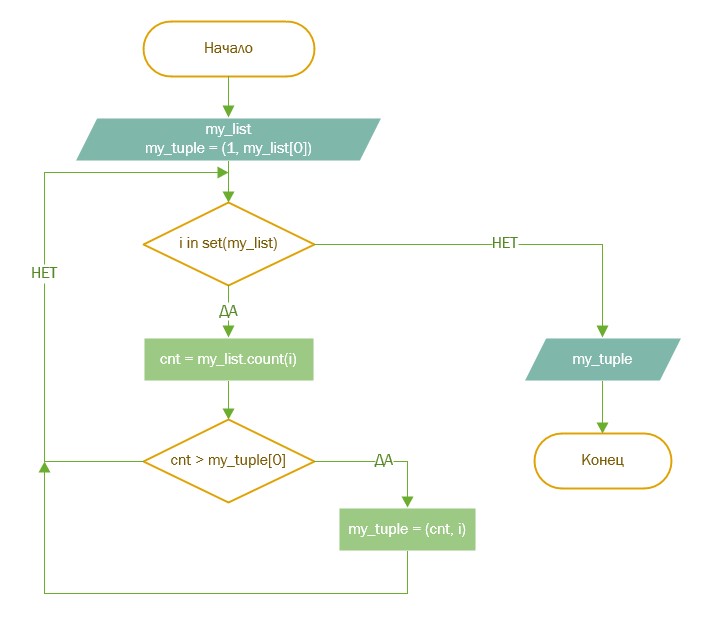 Начало
my_list
my_tuple = (1, my_list[0])
i in set(my_list)
НЕТ
НЕТ
ДА
cnt = my_list.count(i)
my_tuple
cnt > my_tuple[0]
ДА
Конец
my_tuple = (cnt, i)